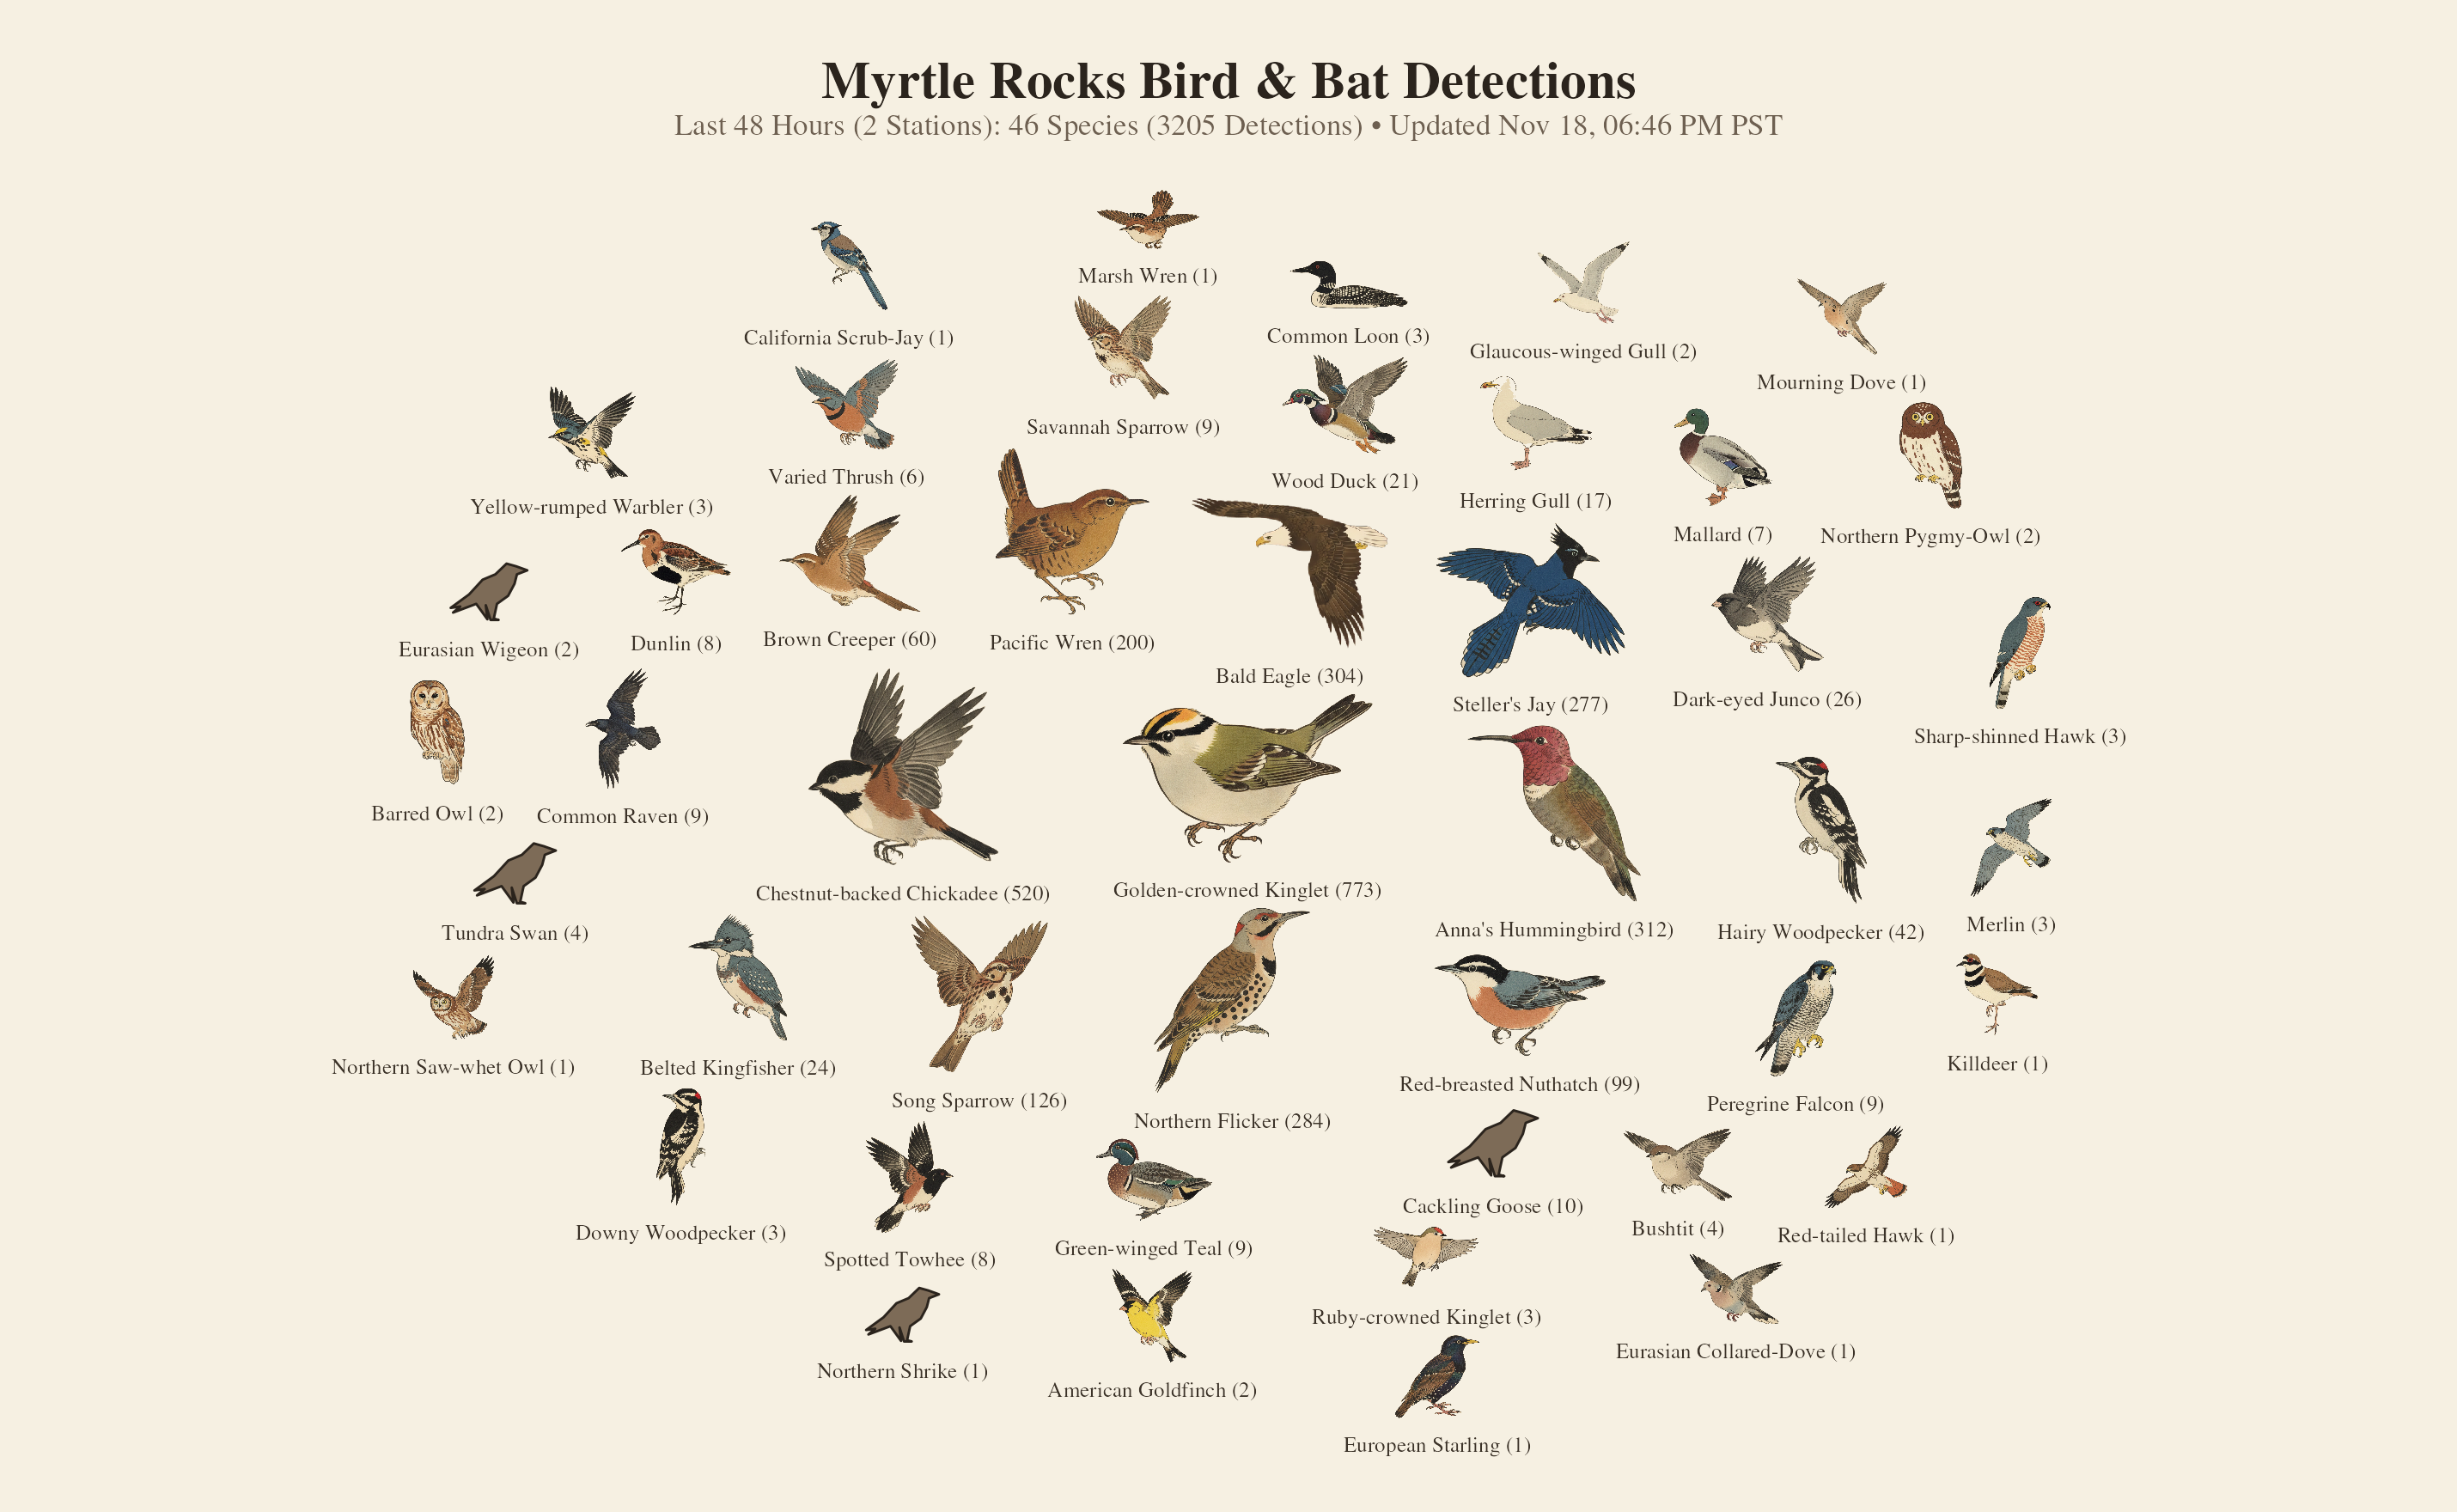 Myrtle Rocks Bird & Bat Detections
Last 48 Hours (2 Stations): 46 Species (3205 Detections) • Updated Nov 18, 06:46 PM PST
Marsh Wren (1)
California Scrub-Jay (1)
Common Loon (3)
Glaucous-winged Gull (2)
Mourning Dove (1)
Savannah Sparrow (9)
Varied Thrush (6)
Wood Duck (21)
Herring Gull (17)
Yellow-rumped Warbler (3)
Mallard (7)
Northern Pygmy-Owl (2)
Eurasian Wigeon (2)
Dunlin (8)
Brown Creeper (60)
Pacific Wren (200)
Bald Eagle (304)
Steller's Jay (277)
Dark-eyed Junco (26)
Sharp-shinned Hawk (3)
Barred Owl (2)
Common Raven (9)
Chestnut-backed Chickadee (520)
Golden-crowned Kinglet (773)
Anna's Hummingbird (312)
Hairy Woodpecker (42)
Merlin (3)
Tundra Swan (4)
Northern Saw-whet Owl (1)
Belted Kingfisher (24)
Song Sparrow (126)
Northern Flicker (284)
Red-breasted Nuthatch (99)
Peregrine Falcon (9)
Killdeer (1)
Downy Woodpecker (3)
Spotted Towhee (8)
Green-winged Teal (9)
Cackling Goose (10)
Bushtit (4)
Red-tailed Hawk (1)
Ruby-crowned Kinglet (3)
Eurasian Collared-Dove (1)
Northern Shrike (1)
American Goldfinch (2)
European Starling (1)